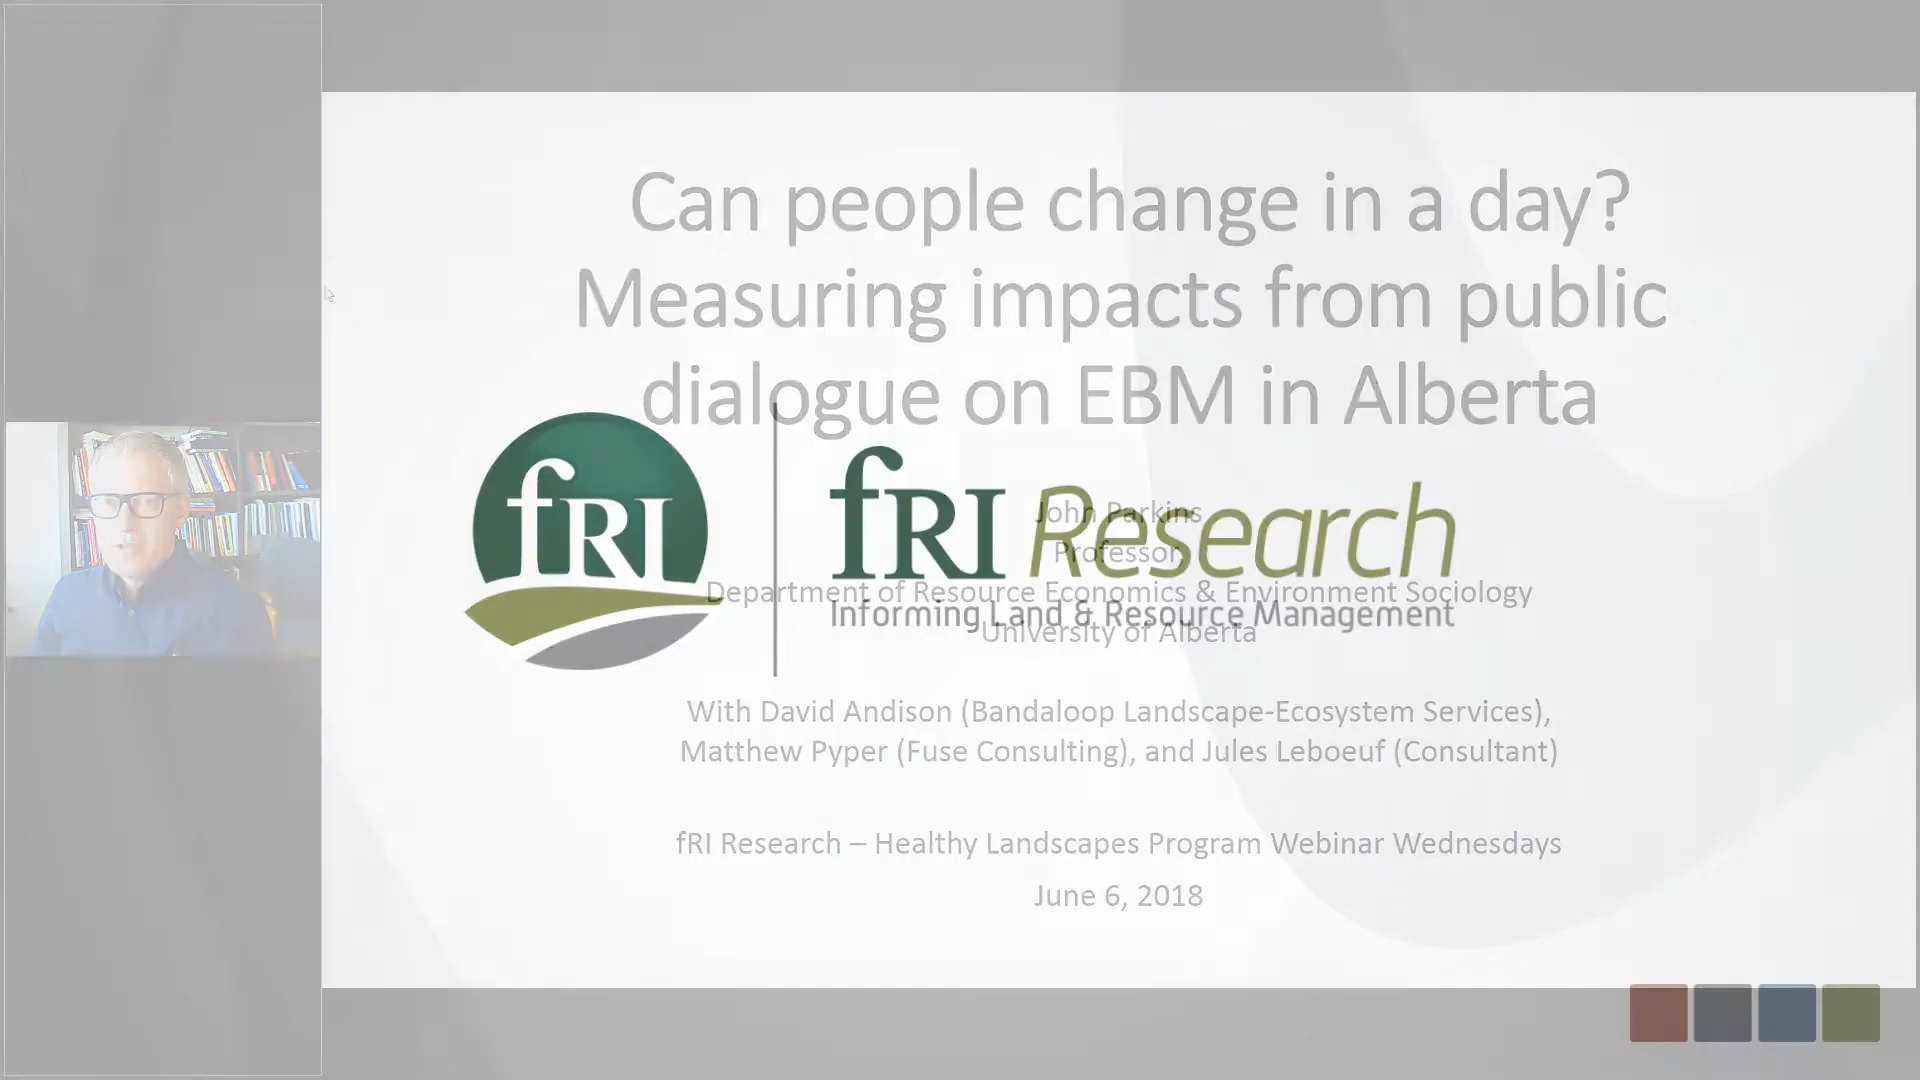 Can people change in a day?
Measuring impacts from public
dialogue on EBM in Alberta
fRI
fRI Research
Informing Land & Resource Management
John Parkins
Professor,
Department of Resource Economics & Environment Sociology
University of Alberta
With David Andison (Bandaloop Landscape-Ecosystem Services),
Matthew Pyper (Fuse Consulting), and Jules Leboeuf (Consultant)
fRI Research – Healthy Landscapes Program Webinar Wednesdays
June 6, 2018